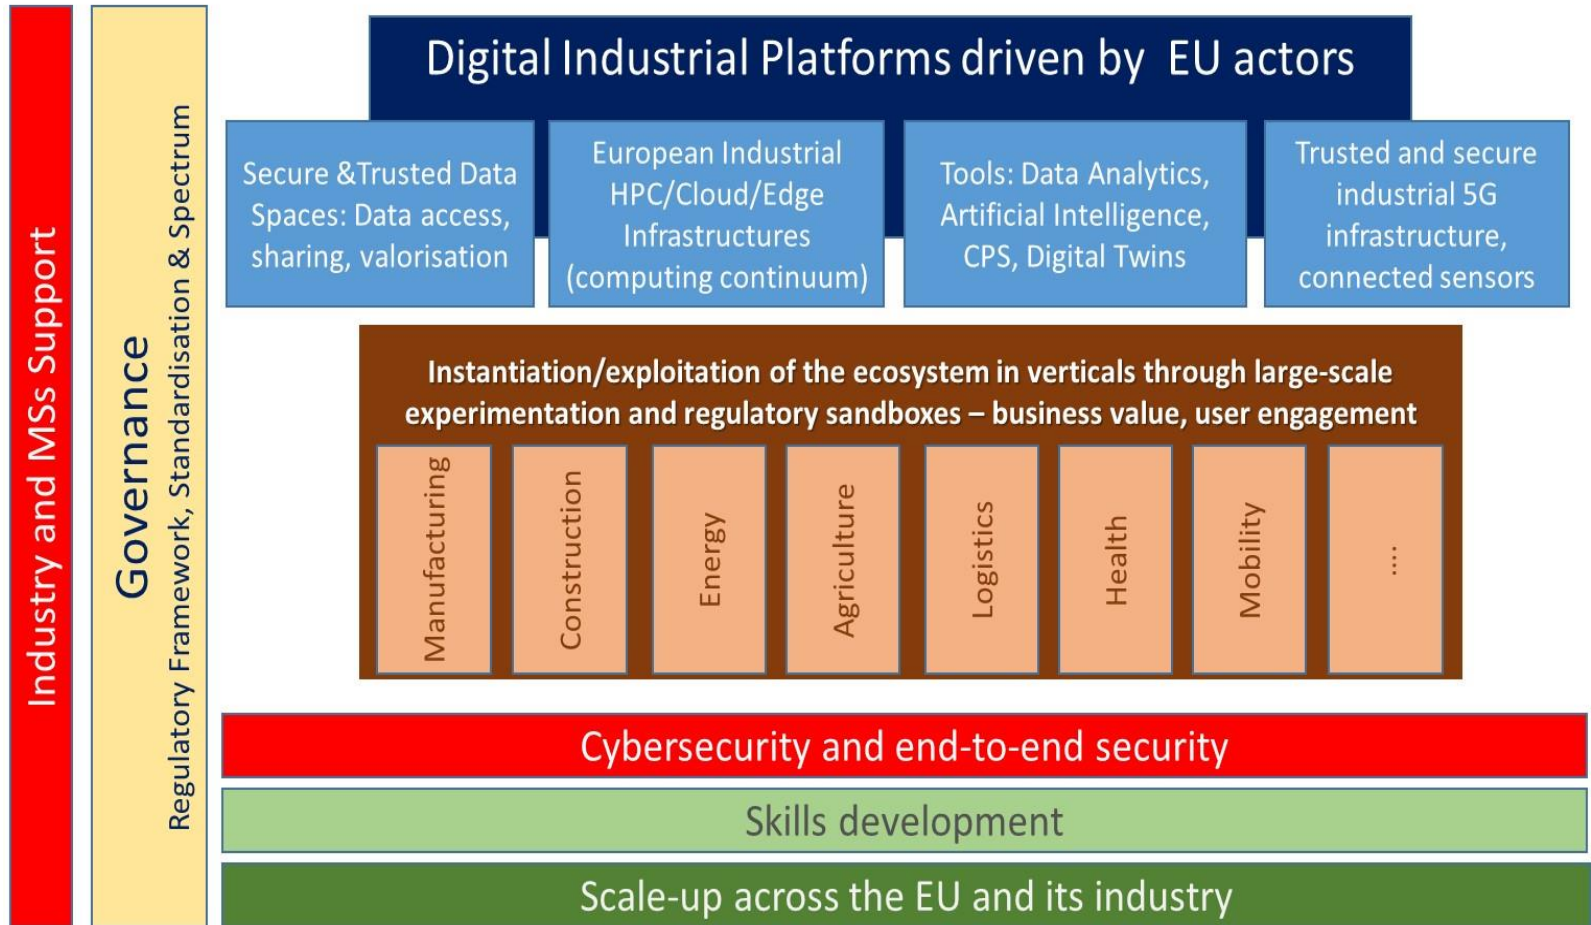 Industry and MSs Support
Governance
Regulatory Framework, Standardisation & Spectrum
Digital Industrial Platforms driven by EU actors
Secure &Trusted Data
Spaces: Data access,
sharing, valorisation
European Industrial
HPC/Cloud/Edge
Infrastructures
(computing continuum)
Tools: Data Analytics,
Artificial Intelligence,
CPS, Digital Twins
Trusted and secure
industrial 5G
infrastructure,
connected sensors
Instantiation/exploitation of the ecosystem in verticals through large-scale
experimentation and regulatory sandboxes – business value, user engagement
Manufacturing
Construction
Energy
Agriculture
Logistics
Health
Mobility
....
Cybersecurity and end-to-end security
Skills development
Scale-up across the EU and its industry